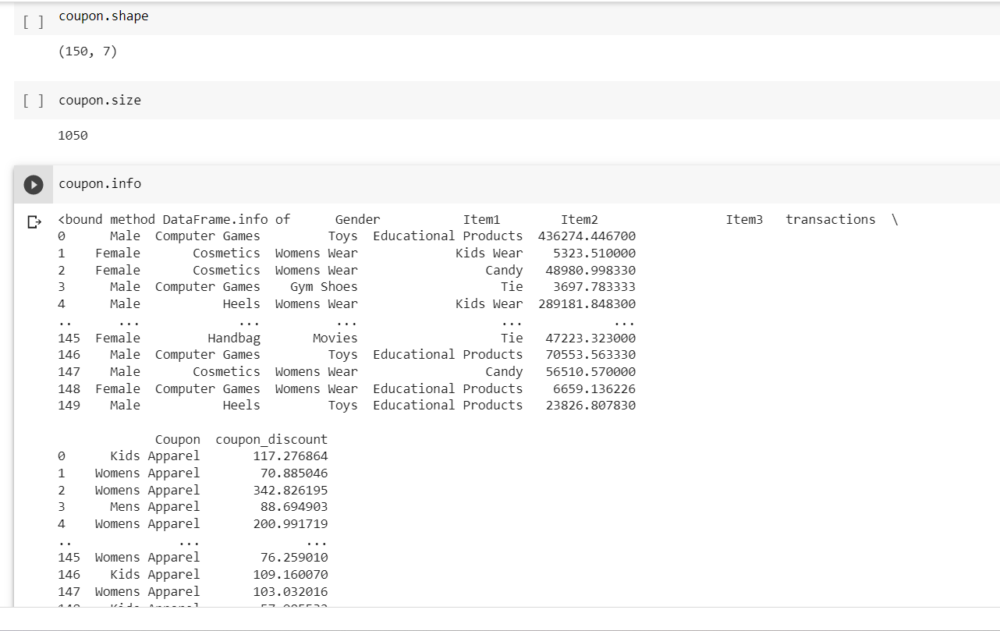 [ ] coupon.shape
(150, 7)
[ ] coupon.size
1050
coupon.info
<bound method DataFrame.info of      Gender           Item1        Item2                 Item3   transactions  \
0      Male  Computer Games         Toys  Educational Products  436274.446700
1    Female       Cosmetics  Womens Wear             Kids Wear    5323.510000
2    Female       Cosmetics  Womens Wear                 Candy   48980.998330
3      Male  Computer Games    Gym Shoes                   Tie    3697.783333
4      Male           Heels  Womens Wear             Kids Wear  289181.848300
..      ...             ...          ...                   ...            ...
145  Female         Handbag       Movies                   Tie   47223.323000
146    Male  Computer Games         Toys  Educational Products   70553.563330
147    Male       Cosmetics  Womens Wear                 Candy   56510.570000
148  Female  Computer Games  Womens Wear  Educational Products    6659.136226
149    Male           Heels         Toys  Educational Products   23826.807830
             Coupon  coupon_discount
0      Kids Apparel       117.276864
1    Womens Apparel        70.885046
2    Womens Apparel       342.826195
3      Mens Apparel        88.694903
4    Womens Apparel       200.991719
..              ...              ...
145  Womens Apparel        76.259010
146    Kids Apparel       109.160070
147  Womens Apparel       103.032016
148    Kids Apparel